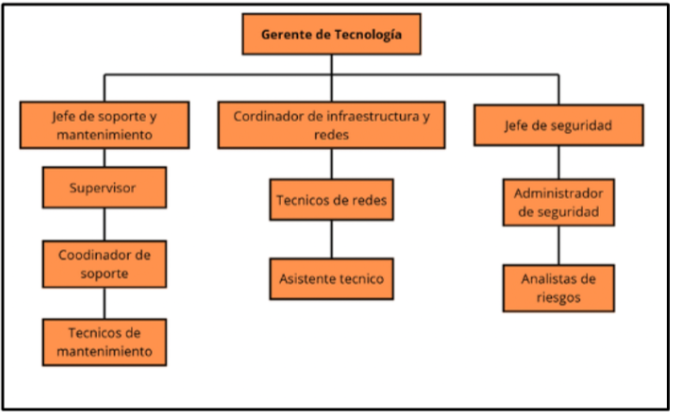 Gerente de Tecnología
Jefe de soporte y
mantenimiento
Cordinador de infraestructura y
redes
Jefe de seguridad
Supervisor
Tecnicos de redes
Administrador
de seguridad
Coodinador de
soporte
Asistente tecnico
Analistas de
riesgos
Tecnicos de
mantenimiento